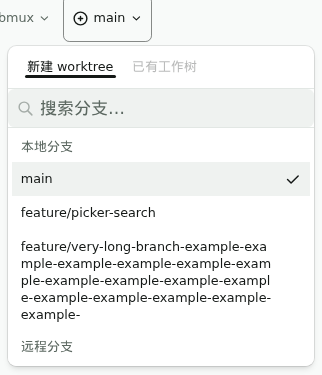 bmux
main
新建 worktree
已有工作树
搜索分支...
本地分支
main
feature/picker-search
feature/very-long-branch-example-exa
mple-example-example-example-exam
ple-example-example-example-exampl
e-example-example-example-example-
example-
远程分支